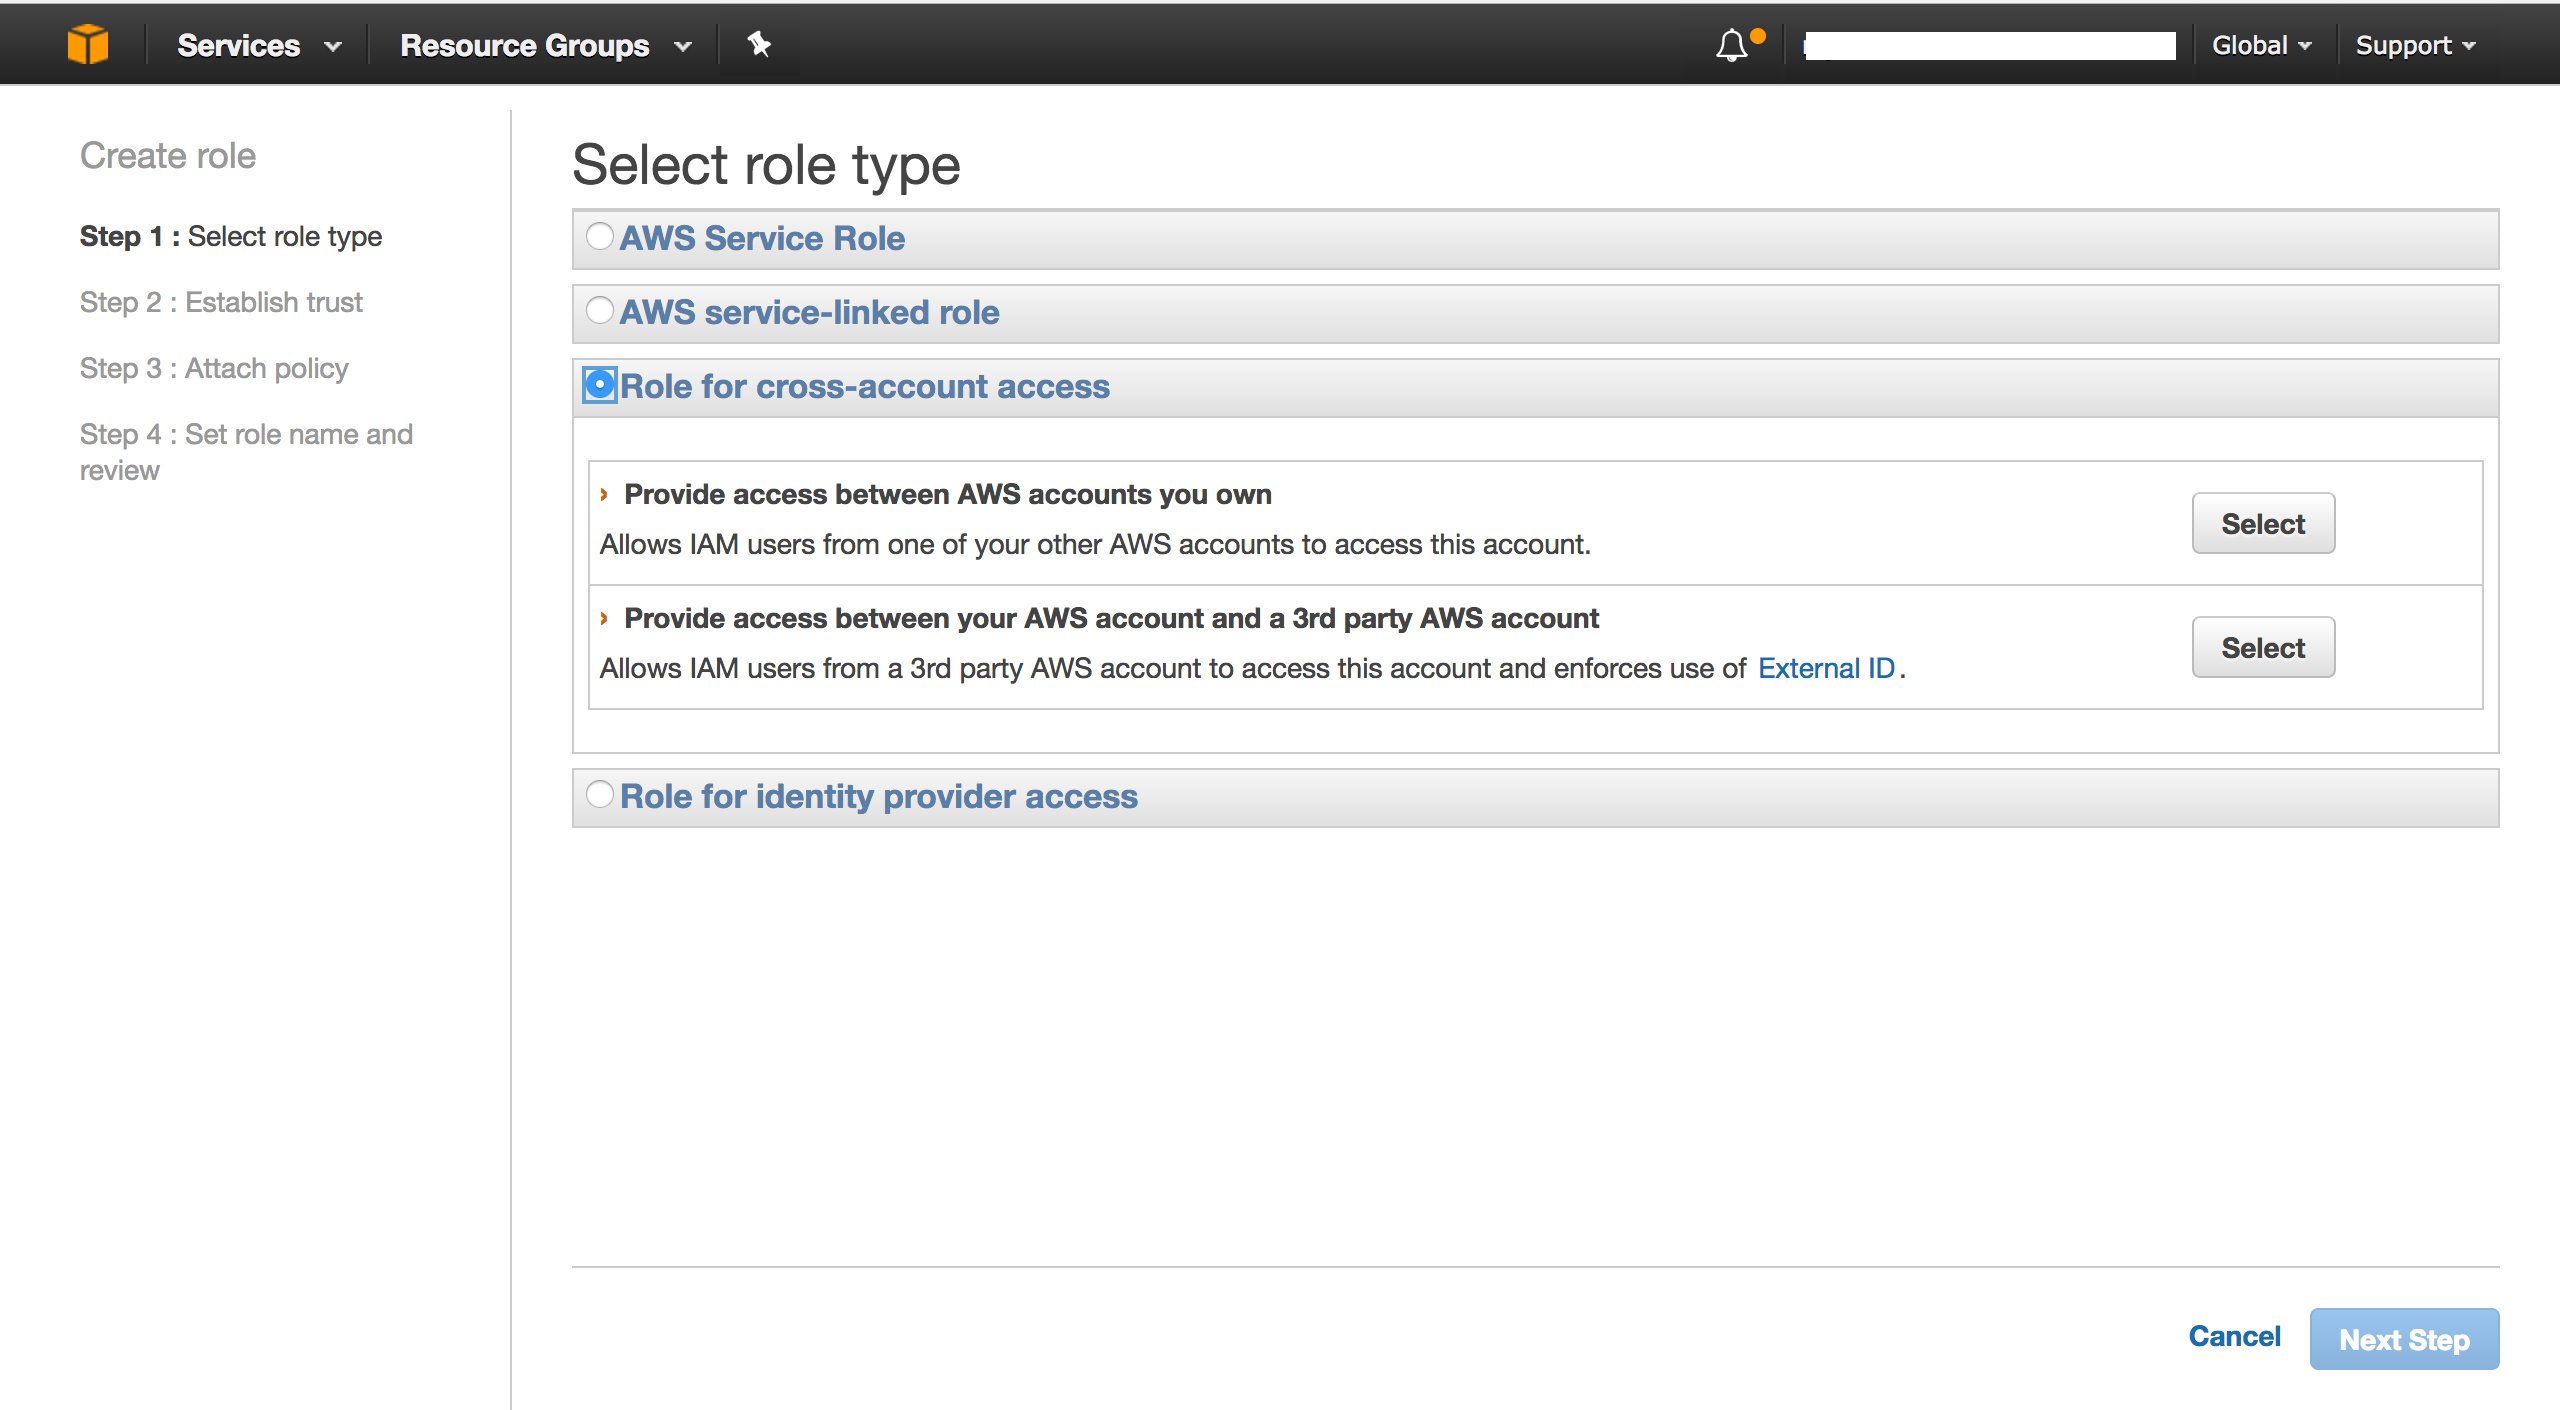 Services
Resource Groups
Global
Support
Create role
Step 1 : Select role type
Step 2 : Establish trust
Step 3 : Attach policy
Step 4 : Set role name and
review
Select role type
AWS Service Role
AWS service-linked role
Role for cross-account access
› Provide access between AWS accounts you own
Allows IAM users from one of your other AWS accounts to access this account.
Select
› Provide access between your AWS account and a 3rd party AWS account
Allows IAM users from a 3rd party AWS account to access this account and enforces use of External ID.
Select
Role for identity provider access
Cancel
Next Step